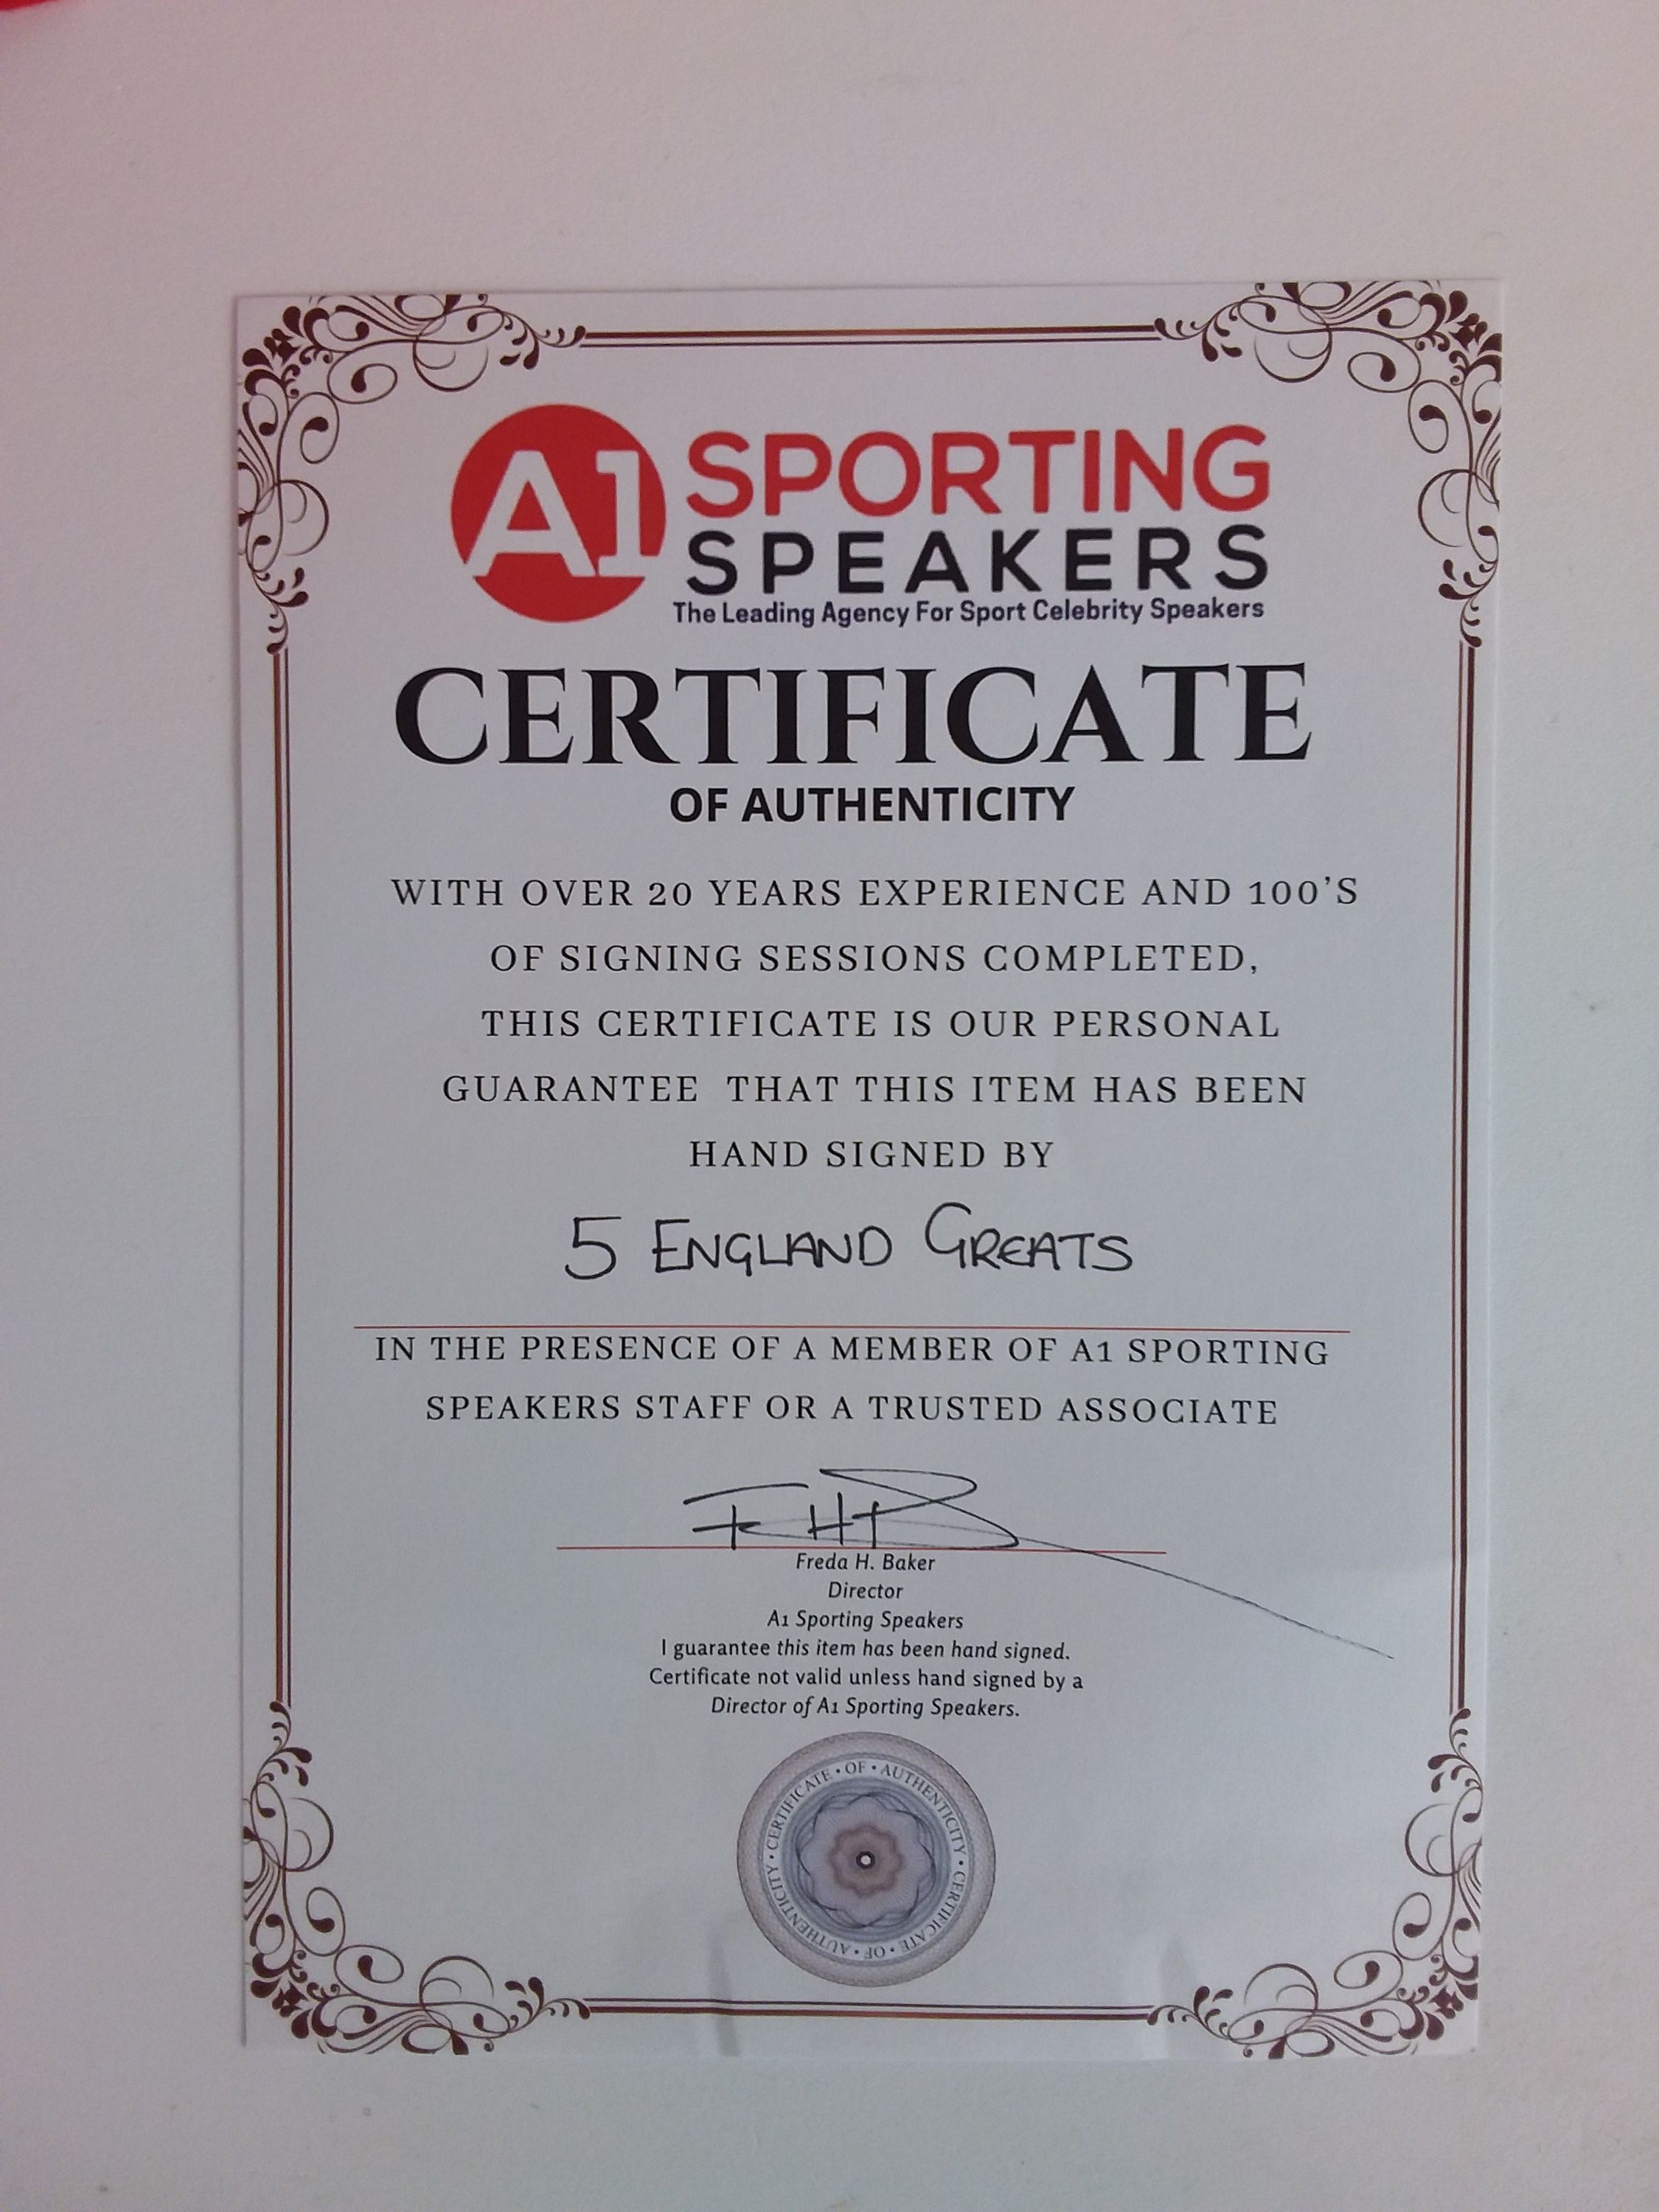 A1 SPORTING
SPEAKERS
The Leading Agency For Sport Celebrity Speakers
CERTIFICATE
OF AUTHENTICITY
WITH OVER 20 YEARS EXPERIENCE AND 100'S
OF SIGNING SESSIONS COMPLETED,
THIS CERTIFICATE IS OUR PERSONAL
GUARANTEE THAT THIS ITEM HAS BEEN
HAND SIGNED BY
5 ENGLAND GREATS
IN THE PRESENCE OF A MEMBER OF A1 SPORTING
SPEAKERS STAFF OR A TRUSTED ASSOCIATE
Freda H. Baker
Director
A1 Sporting Speakers
I guarantee this item has been hand signed.
Certificate not valid unless hand signed by a
Director of A1 Sporting Speakers.
CERTIFICATE • OF • AUTHENTICITY • CERTIFICATE • OF • AUTHENTICITY •